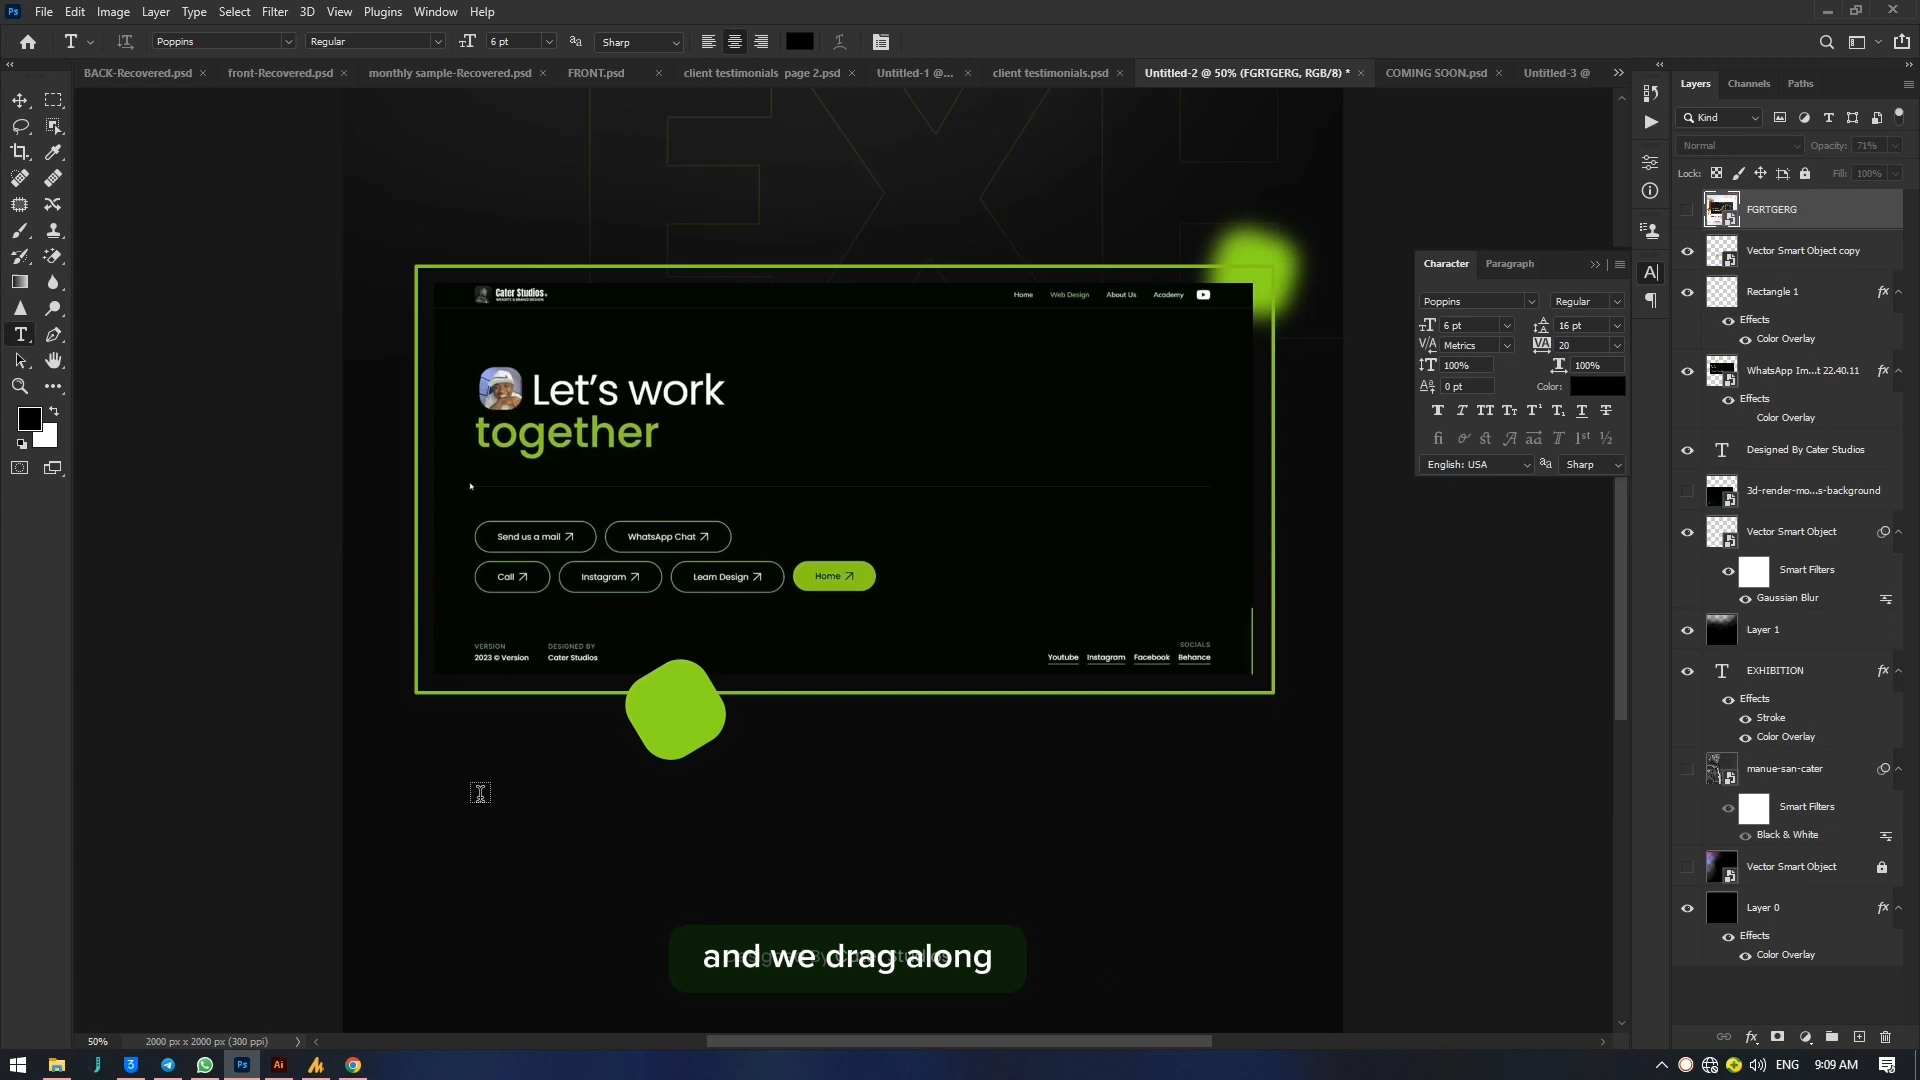 Ps File Edit Image Layer Type Select Filter 3D View Plugins Window Help
Poppins Regular 6 pt Sharp
BACK-Recovered.psd front-Recovered.psd monthly sample-Recovered.psd FRONT.psd client testimonials page 2.psd Untitled-1 @... client testimonials.psd Untitled-2 @ 50% (FGRTGERG, RGB/8) * COMING SOON.psd Untitled-3 @
Layers Channels Paths
Kind
Normal Opacity: 71%
Lock: Fill: 100%
FGRTGERG
Vector Smart Object copy
Rectangle 1
Effects
Color Overlay
WhatsApp Im...t 22.40.11
Effects
Color Overlay
Designed By Cater Studios
3d-render-mo...s-background
Vector Smart Object
Smart Filters
Gaussian Blur
Layer 1
EXHIBITION
Effects
Stroke
Color Overlay
manue-san-cater
Smart Filters
Black & White
Vector Smart Object
Layer 0
Effects
Color Overlay
Character Paragraph
Poppins Regular
6 pt 16 pt
Metrics 20
100% 100%
0 pt Color:
English: USA Sharp
EXH
Cater Studios
Home Web Design About Us Academy
Let's work
together
Send us a mail WhatsApp Chat
Call Instagram Learn Design Home
VERSION DESIGNED BY SOCIALS
2023 © Version Cater Studios Youtube Instagram Facebook Behance
and we drag along
50% 2000 px x 2000 px (300 ppi)
Ps Ai ENG 9:09 AM